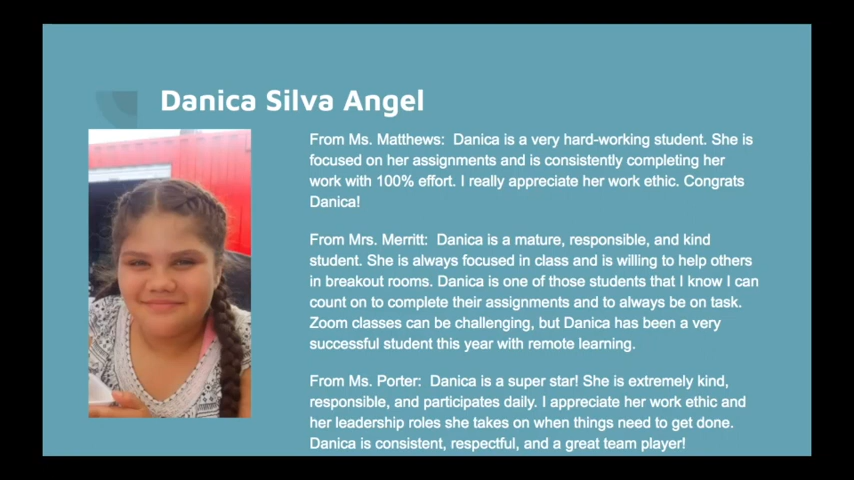 Danica Silva Angel
From Ms. Matthews:  Danica is a very hard-working student. She is
focused on her assignments and is consistently completing her
work with 100% effort. I really appreciate her work ethic. Congrats
Danica!
From Mrs. Merritt:  Danica is a mature, responsible, and kind
student. She is always focused in class and is willing to help others
in breakout rooms. Danica is one of those students that I know I can
count on to complete their assignments and to always be on task.
Zoom classes can be challenging, but Danica has been a very
successful student this year with remote learning.
From Ms. Porter:  Danica is a super star! She is extremely kind,
responsible, and participates daily. I appreciate her work ethic and
her leadership roles she takes on when things need to get done.
Danica is consistent, respectful, and a great team player!